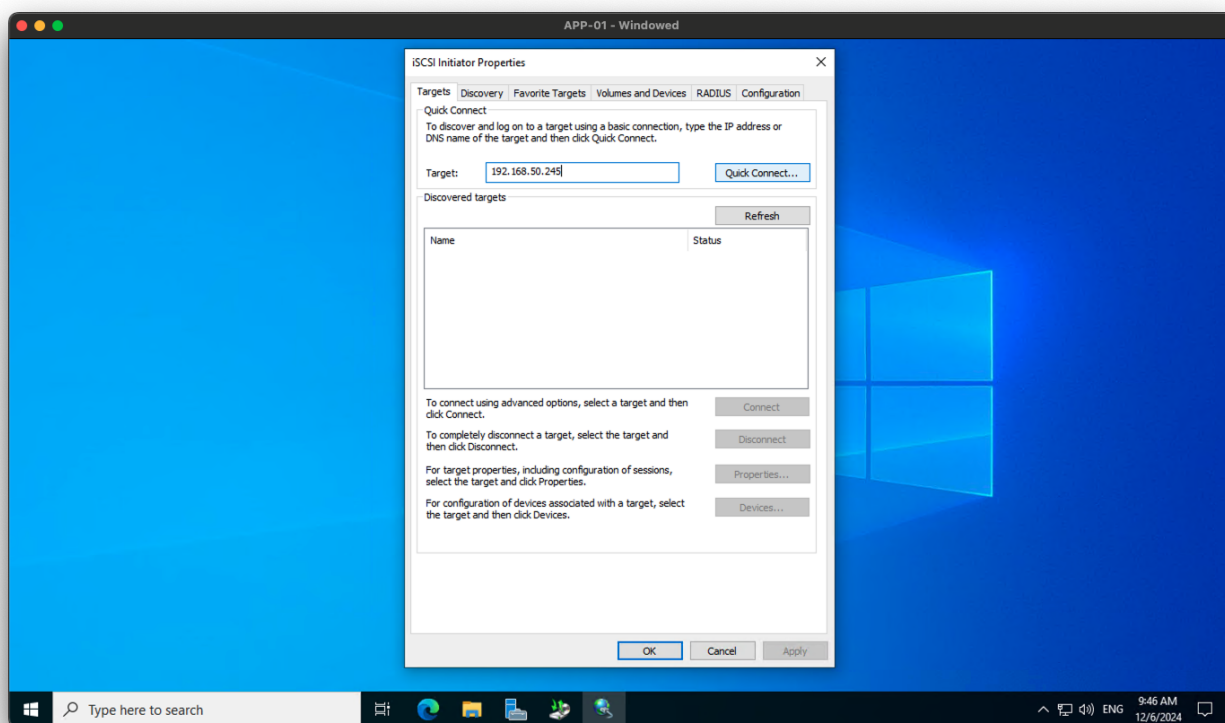 APP-01 - Windowed
iSCSI Initiator Properties
Targets Discovery Favorite Targets Volumes and Devices RADIUS Configuration
Quick Connect
To discover and log on to a target using a basic connection, type the IP address or
DNS name of the target and then click Quick Connect.
Target: 192.168.50.245 Quick Connect...
Discovered targets
Refresh
Name Status
To connect using advanced options, select a target and then
click Connect.
Connect
To completely disconnect a target, select the target and
then click Disconnect.
Disconnect
For target properties, including configuration of sessions,
select the target and click Properties.
Properties...
For configuration of devices associated with a target, select
the target and then click Devices.
Devices...
OK Cancel Apply
Type here to search
ENG
9:46 AM
12/6/2024